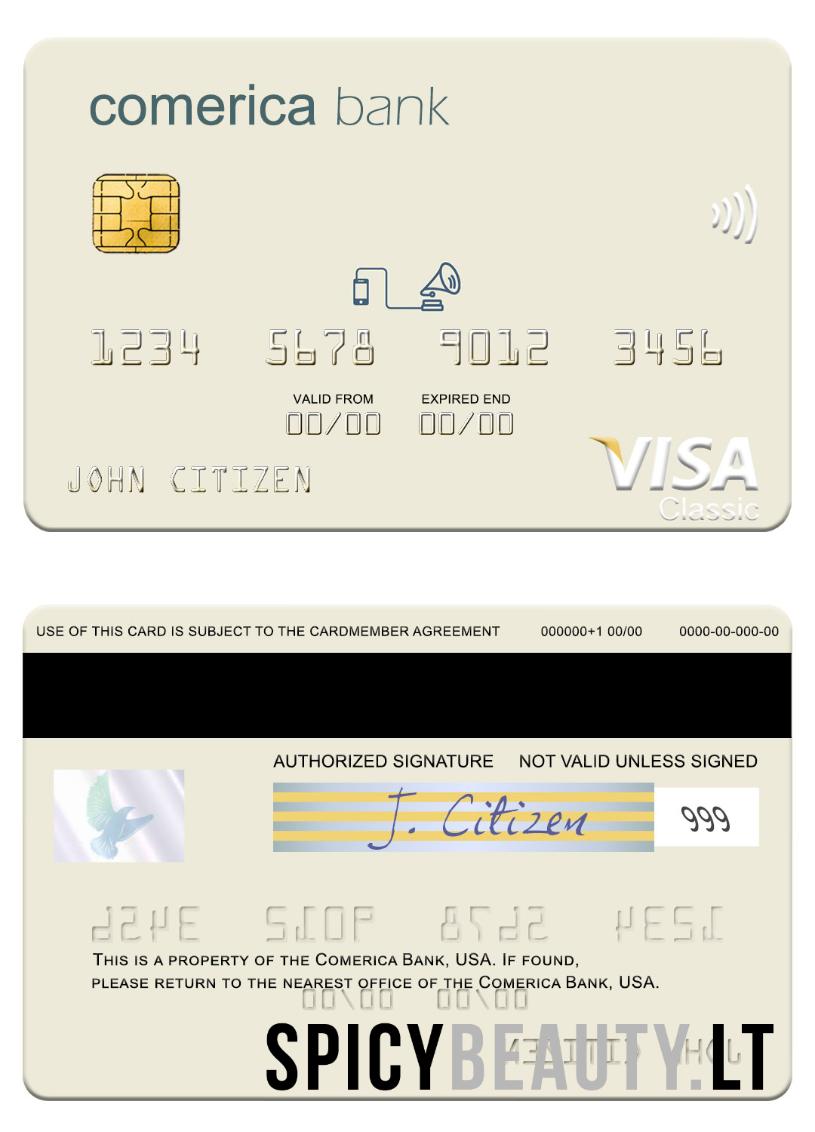 comerica bank
1234 5678 9012 3456
VALID FROM EXPIRED END
00/00 00/00
JOHN CITIZEN
VISA
Classic
USE OF THIS CARD IS SUBJECT TO THE CARDMEMBER AGREEMENT 000000+1 00/00 0000-00-000-00
AUTHORIZED SIGNATURE NOT VALID UNLESS SIGNED
J. Citizen 999
THIS IS A PROPERTY OF THE COMERICA BANK, USA. IF FOUND,
PLEASE RETURN TO THE NEAREST OFFICE OF THE COMERICA BANK, USA.
SPICYBEAUTY.LT